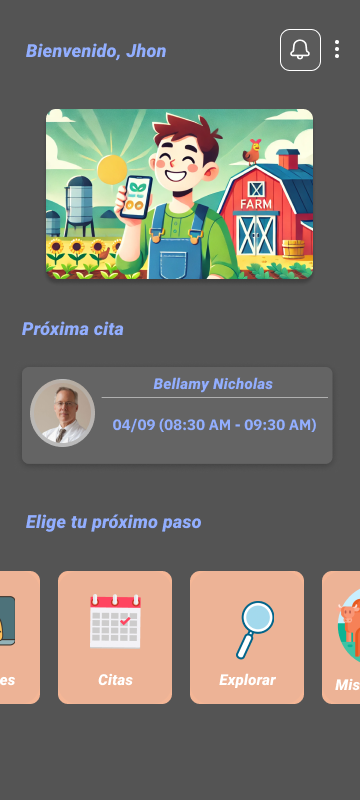 Bienvenido, Jhon
FARM
Próxima cita
Bellamy Nicholas
04/09 (08:30 AM - 09:30 AM)
Elige tu próximo paso
es
Citas
Explorar
Mis